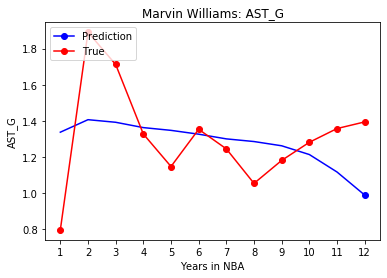 Marvin Williams: AST_G
Prediction
True
1.8
1.6
1.4
1.2
1.0
0.8
AST_G
1 2 3 4 5 6 7 8 9 10 11 12
Years in NBA